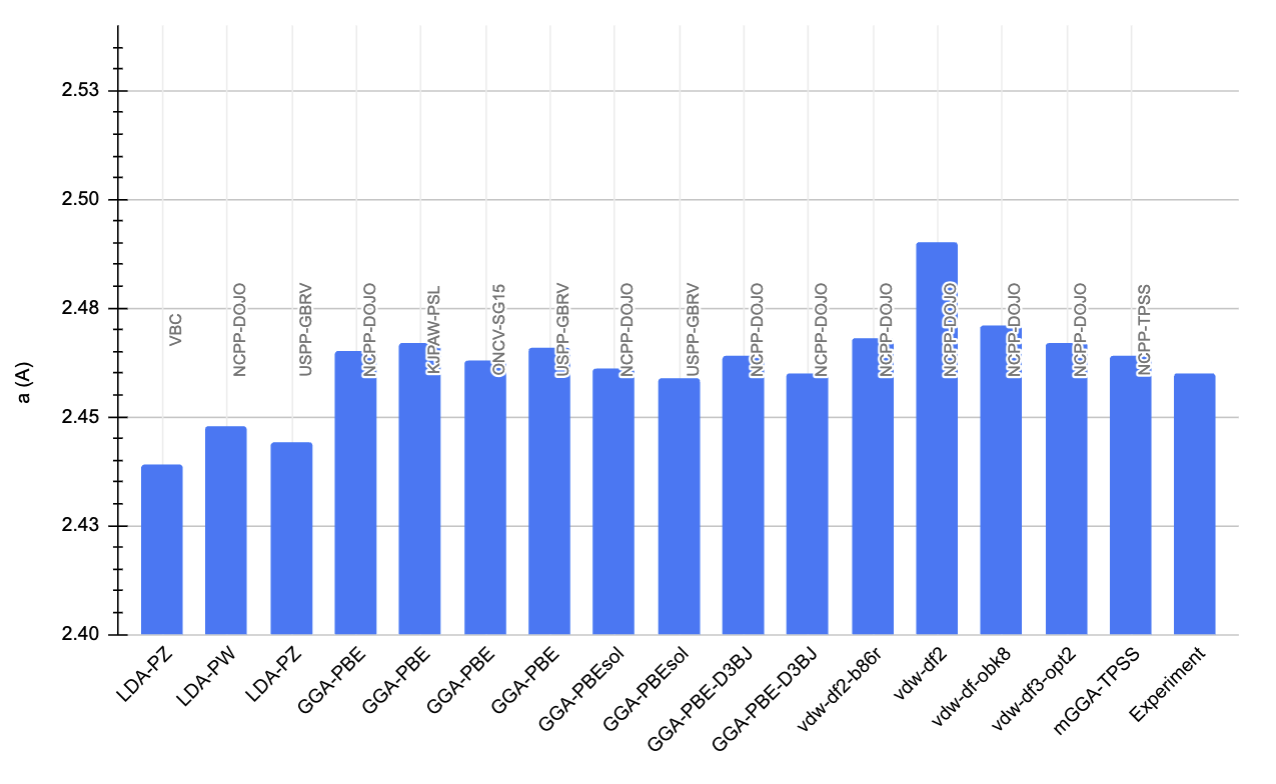 a (A)
2.53
2.50
2.48
2.45
2.43
2.40
VBC
NCPP-DOJO
USPP-GBRV
NCPP-DOJO
KJPAW-PSL
ONCV-SG15
USPP-GBRV
NCPP-DOJO
USPP-GBRV
NCPP-DOJO
NCPP-DOJO
NCPP-DOJO
NCPP-DOJO
NCPP-DOJO
NCPP-DOJO
NCPP-TPSS
LDA-PZ
LDA-PW
LDA-PZ
GGA-PBE
GGA-PBE
GGA-PBE
GGA-PBE
GGA-PBEsol
GGA-PBEsol
GGA-PBE-D3BJ
GGA-PBE-D3BJ
vdw-df2-b86r
vdw-df2
vdw-df-obk8
vdw-df3-opt2
mGGA-TPSS
Experiment